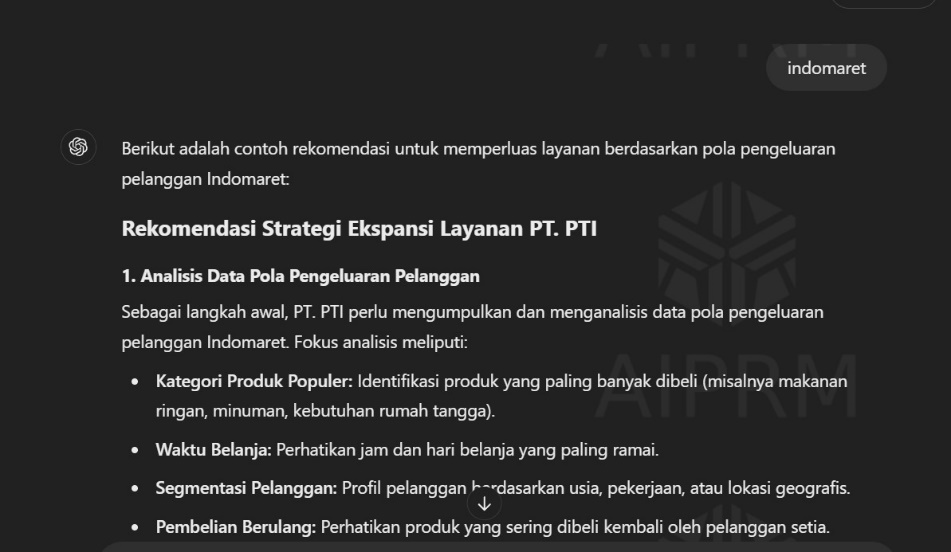 indomaret
Berikut adalah contoh rekomendasi untuk memperluas layanan berdasarkan pola pengeluaran
pelanggan Indomaret:
Rekomendasi Strategi Ekspansi Layanan PT. PTI
1. Analisis Data Pola Pengeluaran Pelanggan
Sebagai langkah awal, PT. PTI perlu mengumpulkan dan menganalisis data pola pengeluaran
pelanggan Indomaret. Fokus analisis meliputi:
• Kategori Produk Populer: Identifikasi produk yang paling banyak dibeli (misalnya makanan
ringan, minuman, kebutuhan rumah tangga).
• Waktu Belanja: Perhatikan jam dan hari belanja yang paling ramai.
• Segmentasi Pelanggan: Profil pelanggan berdasarkan usia, pekerjaan, atau lokasi geografis.
• Pembelian Berulang: Perhatikan produk yang sering dibeli kembali oleh pelanggan setia.
AIPRM